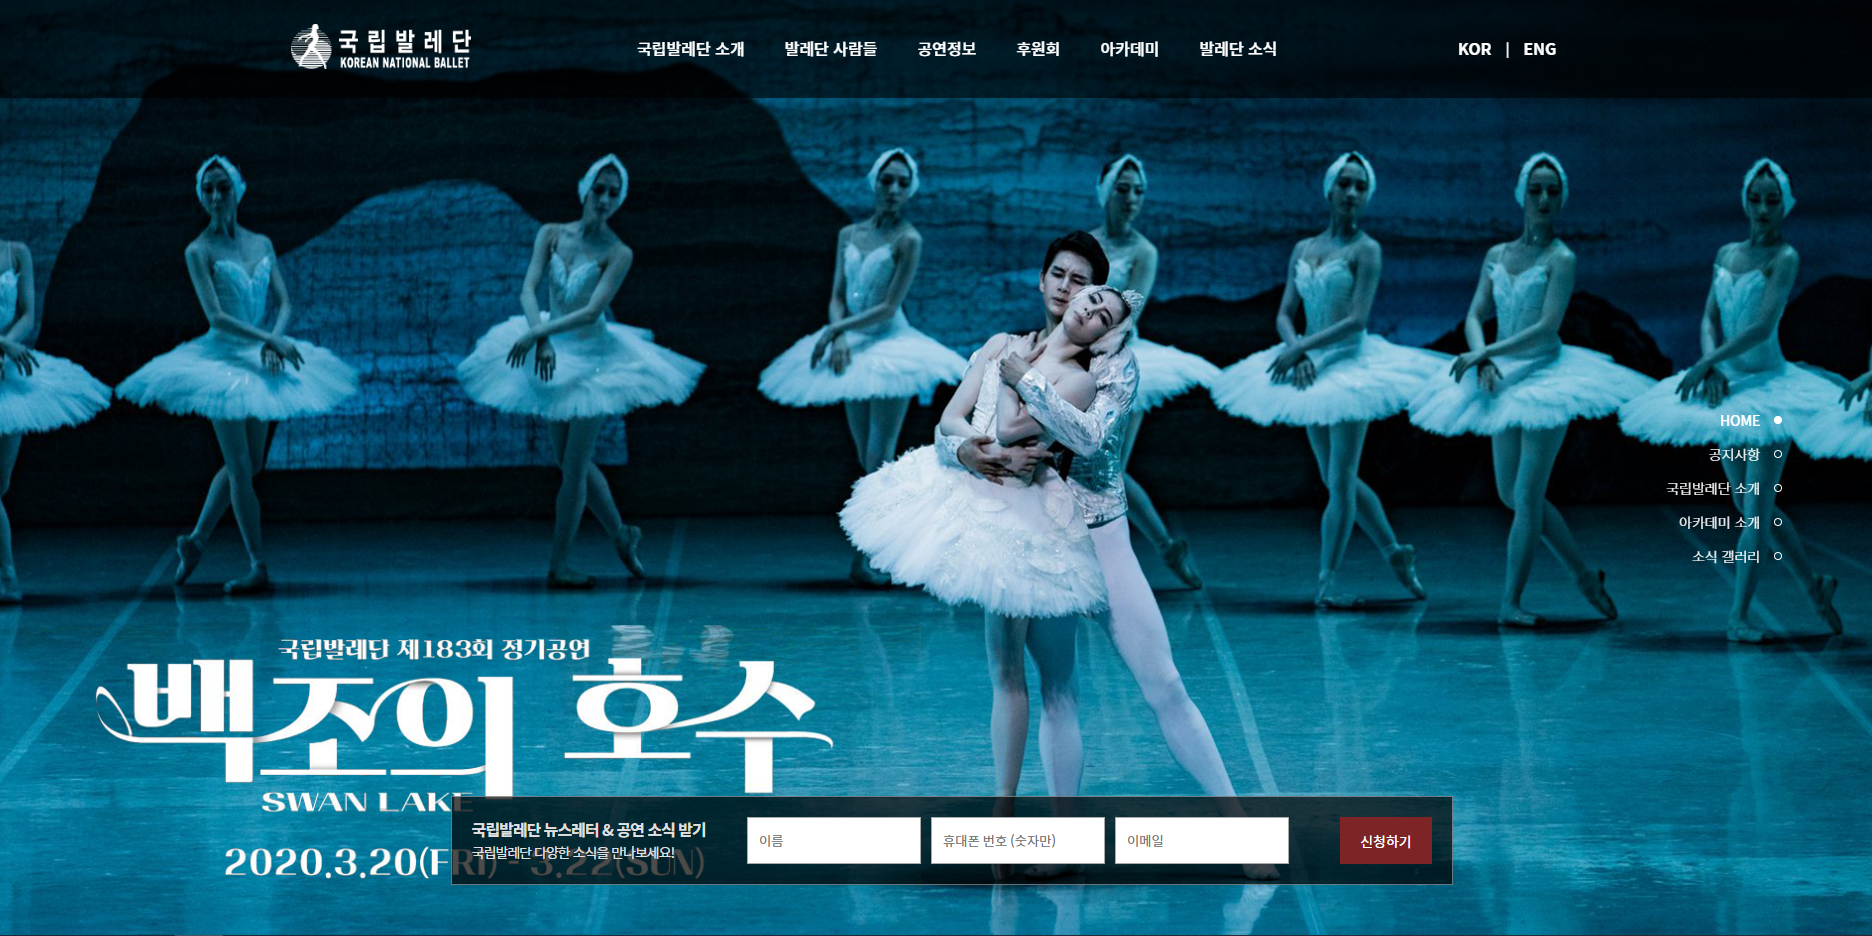 국립발레단
KOREAN NATIONAL BALLET
국립발레단 소개 발레단 사람들 공연정보 후원회 아카데미 발레단 소식
KOR | ENG
HOME
공지사항
국립발레단 소개
아카데미 소개
소식 갤러리
국립발레단 제183회 정기공연
백조의 호수
SWAN LAKE
2020.3.20(FRI) - 3.22(SUN)
국립발레단 뉴스레터 & 공연 소식 받기
국립발레단 다양한 소식을 만나보세요!
이름
휴대폰 번호 (숫자만)
이메일
신청하기